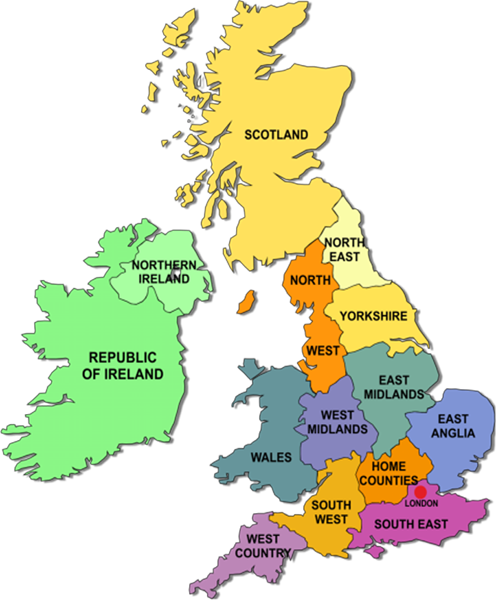 SCOTLAND
NORTH
EAST
NORTHERN
IRELAND
NORTH
YORKSHIRE
WEST
REPUBLIC
OF IRELAND
EAST
MIDLANDS
WEST
MIDLANDS
EAST
ANGLIA
WALES
HOME
COUNTIES
LONDON
SOUTH
WEST
SOUTH EAST
WEST
COUNTRY